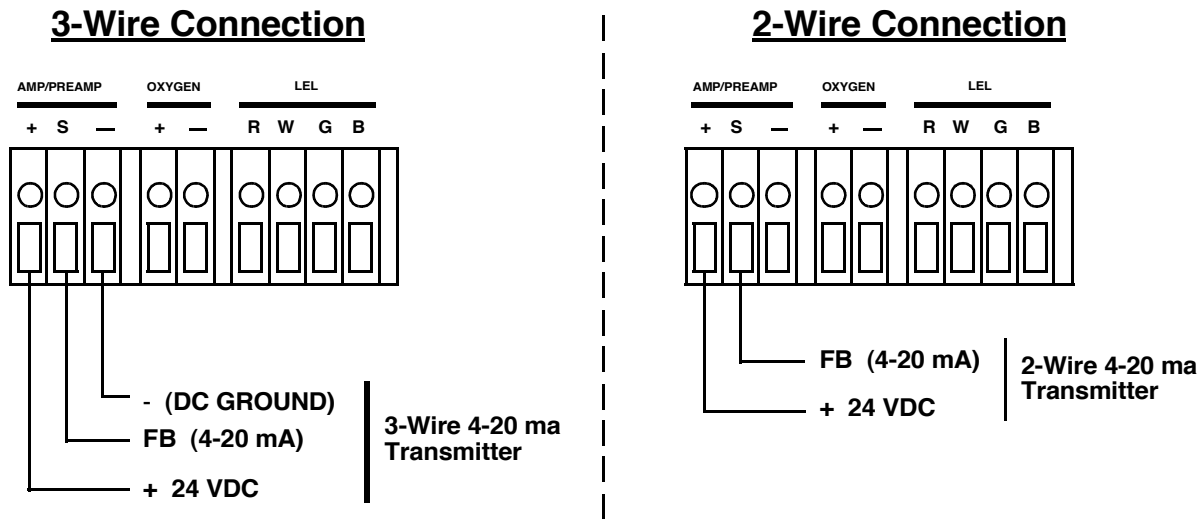 3-Wire Connection
AMP/PREAMP OXYGEN LEL
+ S — + — R W G B
- (DC GROUND)
FB (4-20 mA)
+ 24 VDC
3-Wire 4-20 ma
Transmitter
2-Wire Connection
AMP/PREAMP OXYGEN LEL
+ S — + — R W G B
FB (4-20 mA)
+ 24 VDC
2-Wire 4-20 ma
Transmitter